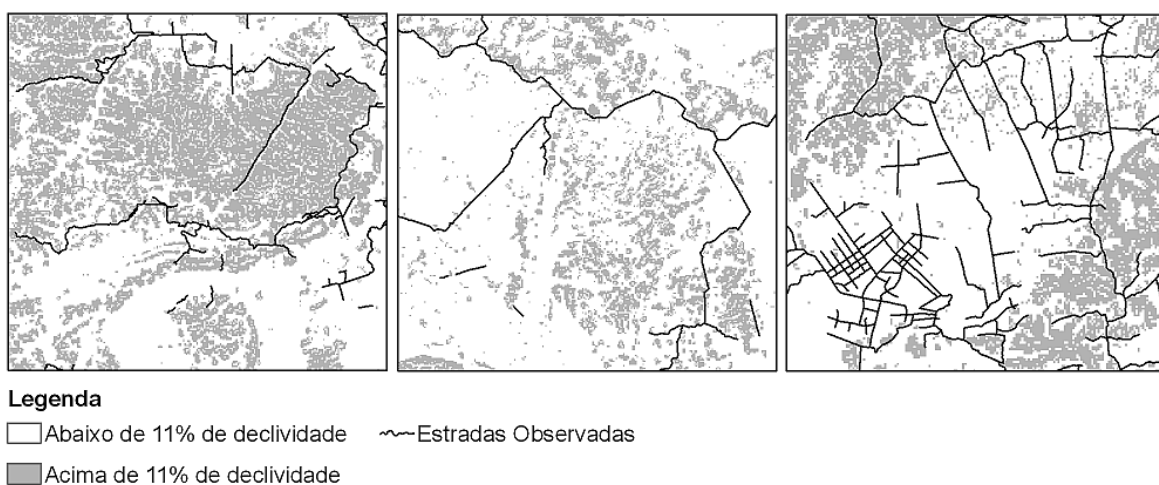 Legenda
Abaixo de 11% de declividade Estradas Observadas
Acima de 11% de declividade